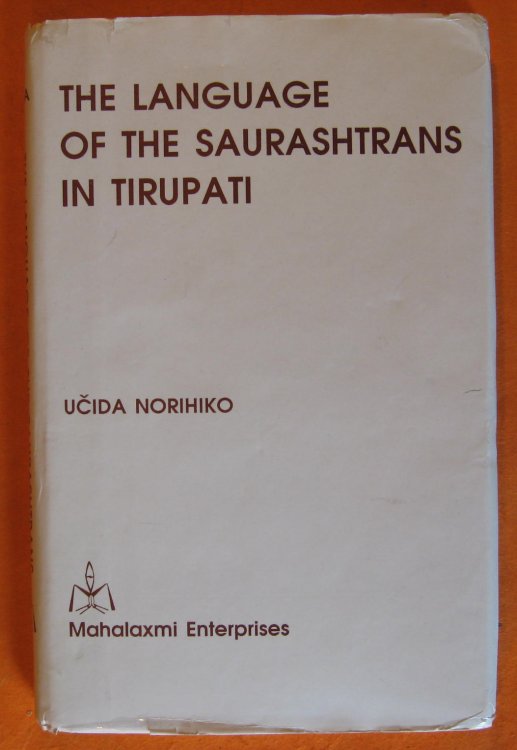 THE LANGUAGE
OF THE SAURASHTRANS
IN TIRUPATI
UČIDA NORIHIKO
Mahalaxmi Enterprises